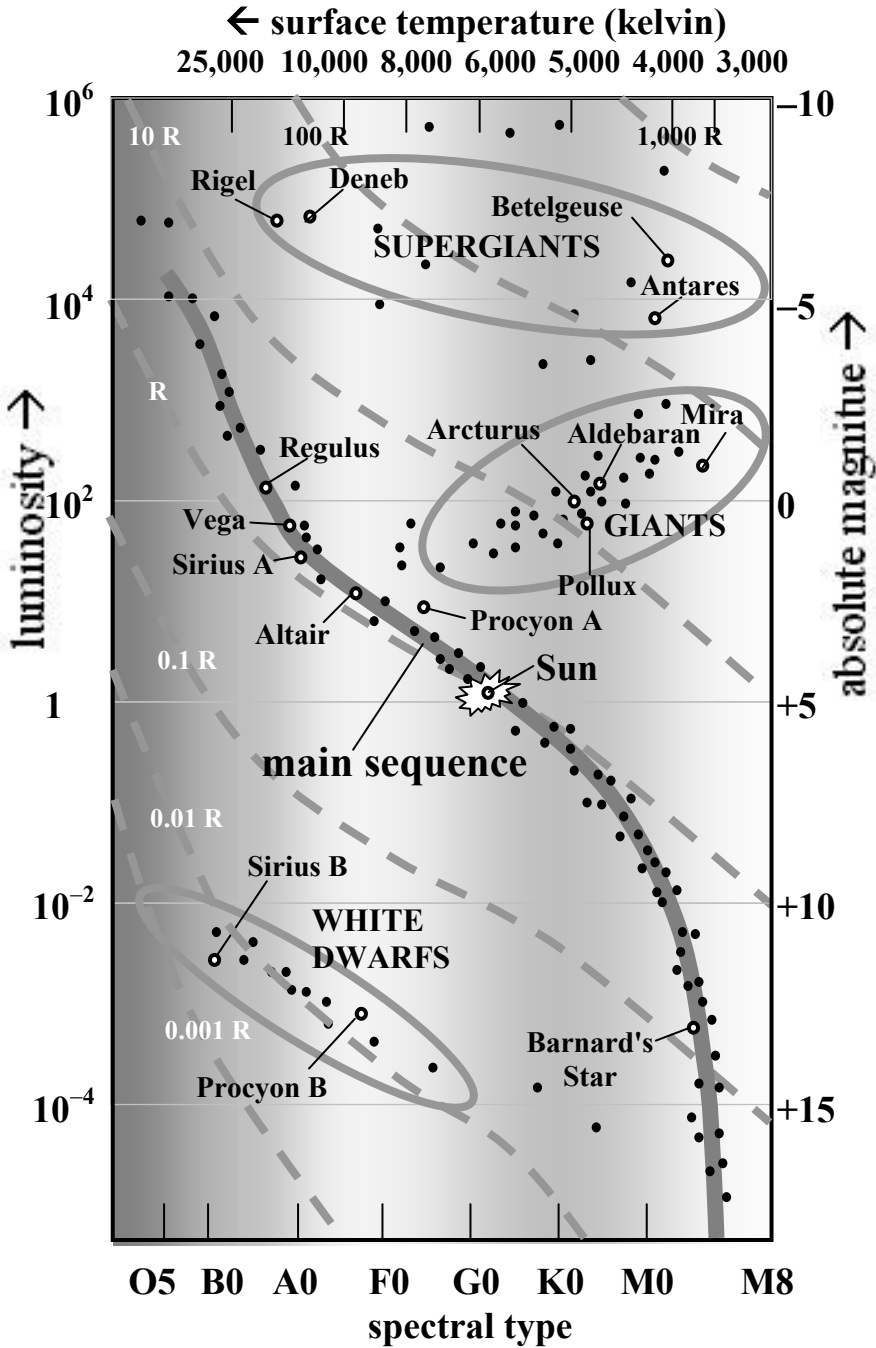 ← surface temperature (kelvin)
25,000 10,000 8,000 6,000 5,000 4,000 3,000
10⁶ –10
10 R 100 R 1,000 R
Rigel Deneb
Betelgeuse
SUPERGIANTS
Antares
10⁴ –5
R
Mira
Arcturus Aldebaran
Regulus
10² 0
Vega GIANTS
Sirius A
Pollux
Procyon A
Altair
0.1 R Sun
1 +5
main sequence
0.01 R
Sirius B
10⁻² +10
WHITE
DWARFS
0.001 R
Barnard's
Star
Procyon B
10⁻⁴ +15
luminosity →
absolute magnitue →
O5 B0 A0 F0 G0 K0 M0 M8
spectral type